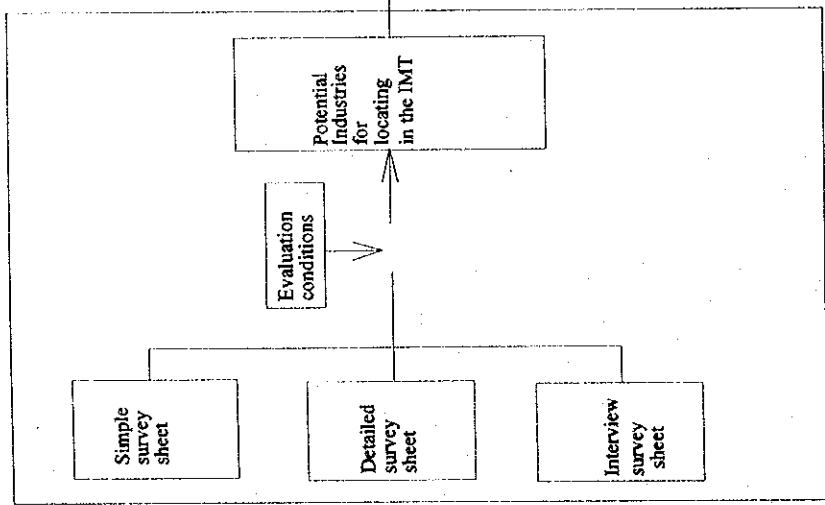 Simple
survey
sheet
Detailed
survey
sheet
Interview
survey
sheet
Evaluation
conditions
Potential
Industries
for
locating
in the IMT